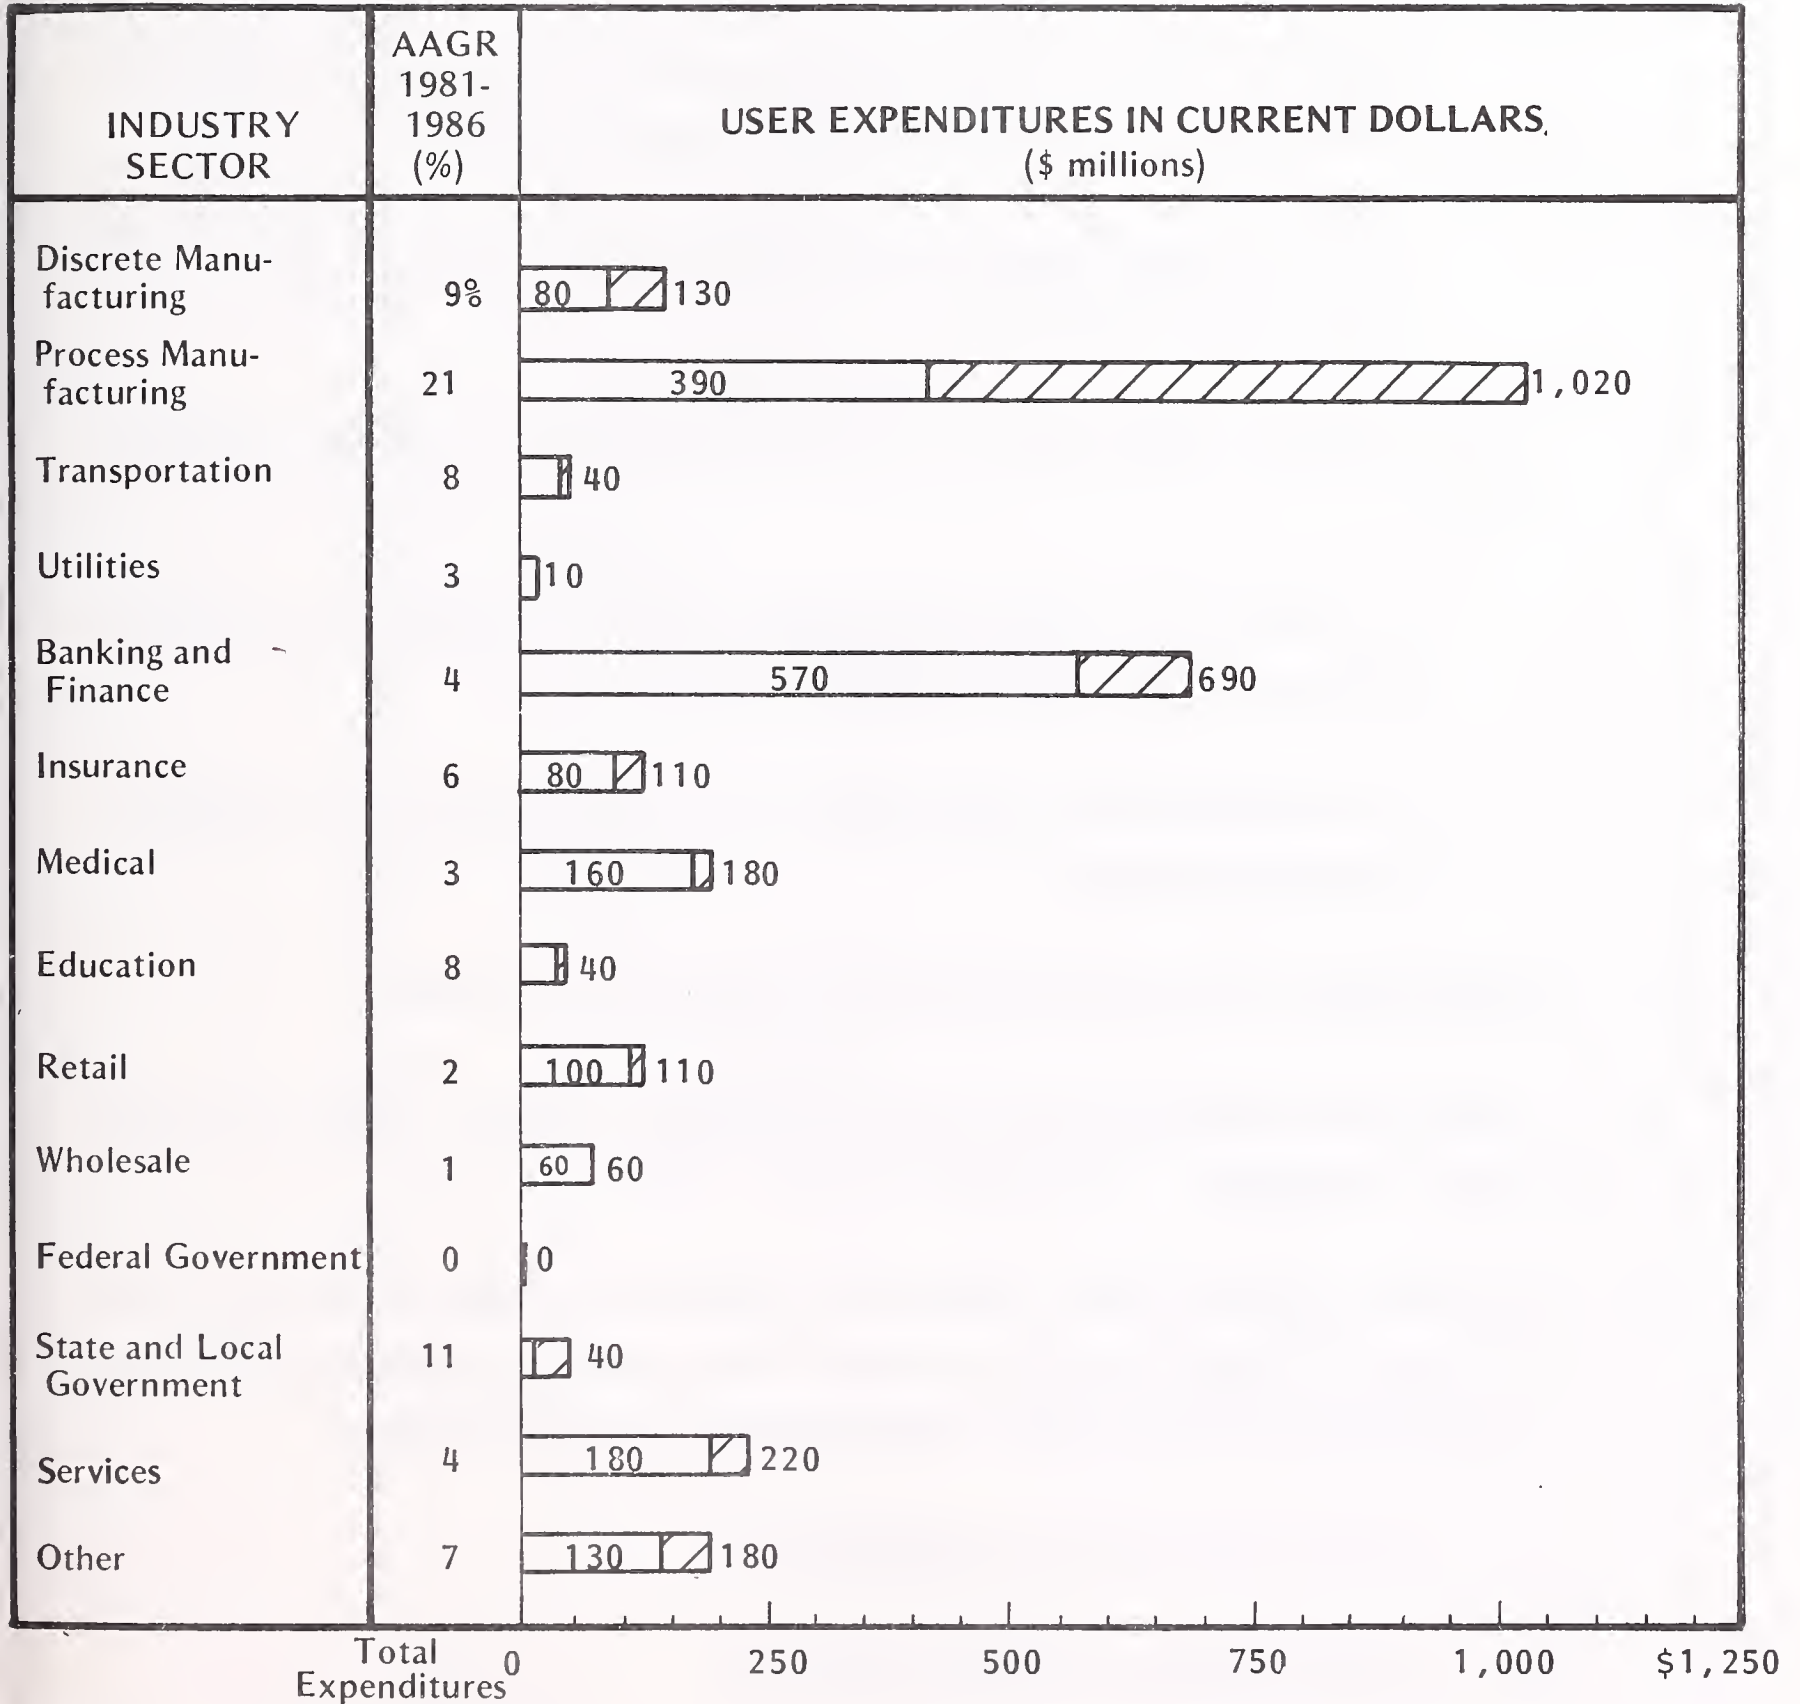 INDUSTRY
SECTOR
AAGR
1981-
1986
(%)
USER EXPENDITURES IN CURRENT DOLLARS
($ millions)
Discrete Manu-
facturing
9%
80
130
Process Manu-
facturing
21
390
1,020
Transportation
8
40
Utilities
3
10
Banking and
Finance
4
570
690
Insurance
6
80
110
Medical
3
160
180
Education
8
40
Retail
2
100
110
Wholesale
1
60
60
Federal Government
0
0
State and Local
Government
11
40
Services
4
180
220
Other
7
130
180
Total
Expenditures
0
250
500
750
1,000
$1,250